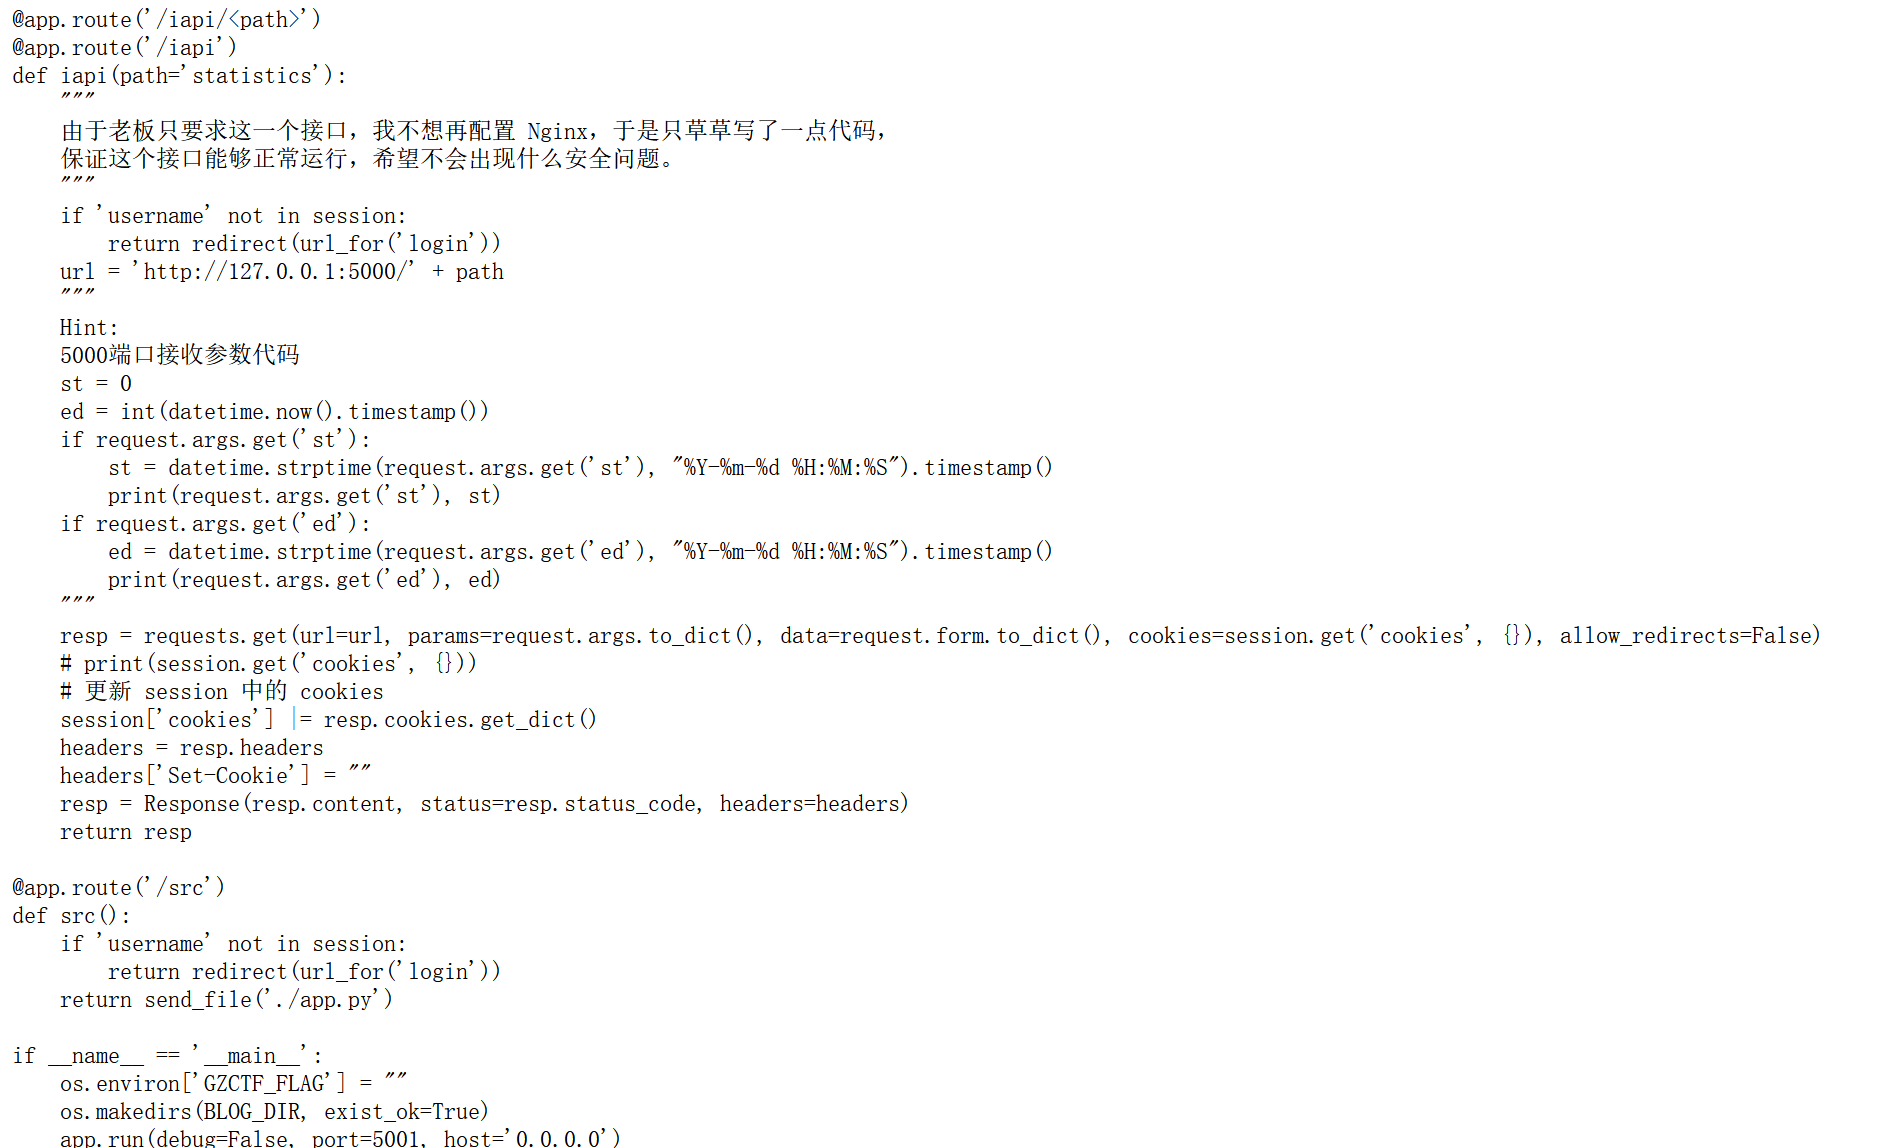 @app.route('/iapi/<path>')
@app.route('/iapi')
def iapi(path='statistics'):
    """
    由于老板只要求这一个接口，我不想再配置 Nginx，于是只草草写了一点代码，
    保证这个接口能够正常运行，希望不会出现什么安全问题。
    """
    if 'username' not in session:
        return redirect(url_for('login'))
    url = 'http://127.0.0.1:5000/' + path
    """
    Hint:
    5000端口接收参数代码
    st = 0
    ed = int(datetime.now().timestamp())
    if request.args.get('st'):
        st = datetime.strptime(request.args.get('st'), "%Y-%m-%d %H:%M:%S").timestamp()
        print(request.args.get('st'), st)
    if request.args.get('ed'):
        ed = datetime.strptime(request.args.get('ed'), "%Y-%m-%d %H:%M:%S").timestamp()
        print(request.args.get('ed'), ed)
    """
    resp = requests.get(url=url, params=request.args.to_dict(), data=request.form.to_dict(), cookies=session.get('cookies', {}), allow_redirects=False)
    # print(session.get('cookies', {}))
    # 更新 session 中的 cookies
    session['cookies'] |= resp.cookies.get_dict()
    headers = resp.headers
    headers['Set-Cookie'] = ""
    resp = Response(resp.content, status=resp.status_code, headers=headers)
    return resp

@app.route('/src')
def src():
    if 'username' not in session:
        return redirect(url_for('login'))
    return send_file('./app.py')

if __name__ == '__main__':
    os.environ['GZCTF_FLAG'] = ""
    os.makedirs(BLOG_DIR, exist_ok=True)
    app.run(debug=False, port=5001, host='0.0.0.0')